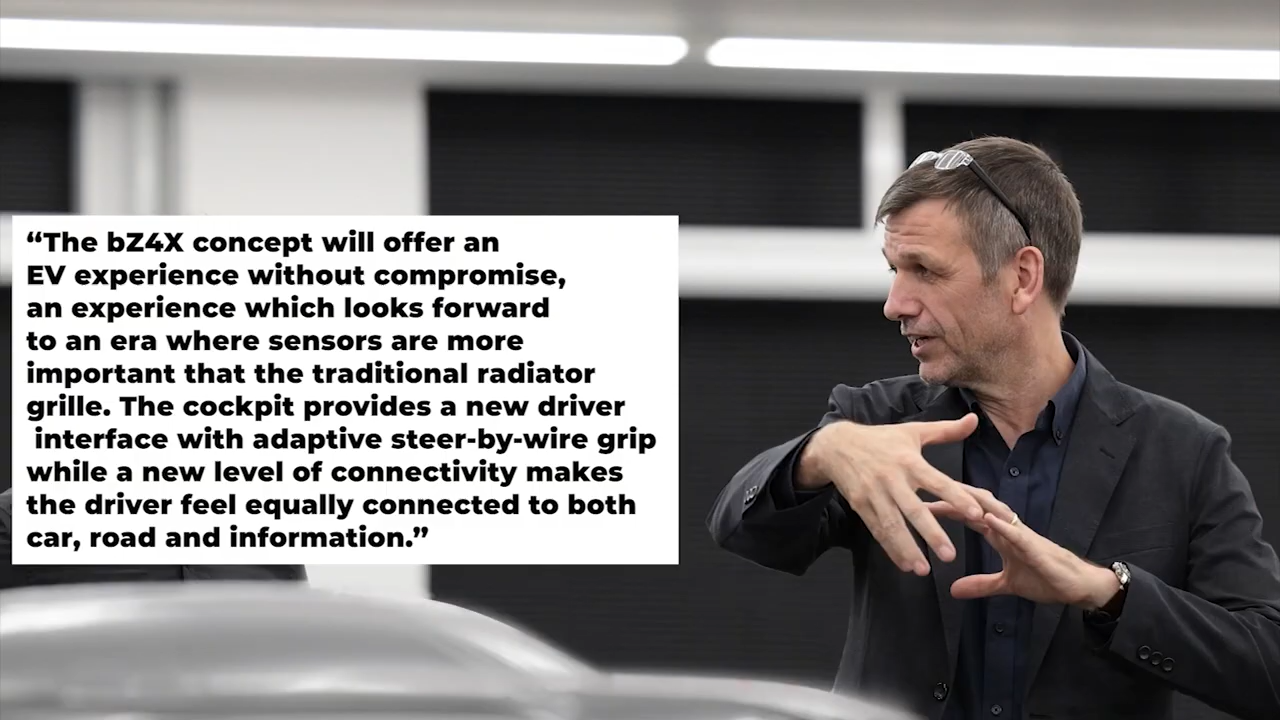 “The bZ4X concept will offer an
EV experience without compromise,
an experience which looks forward
to an era where sensors are more
important that the traditional radiator
grille. The cockpit provides a new driver
interface with adaptive steer-by-wire grip
while a new level of connectivity makes
the driver feel equally connected to both
car, road and information.”